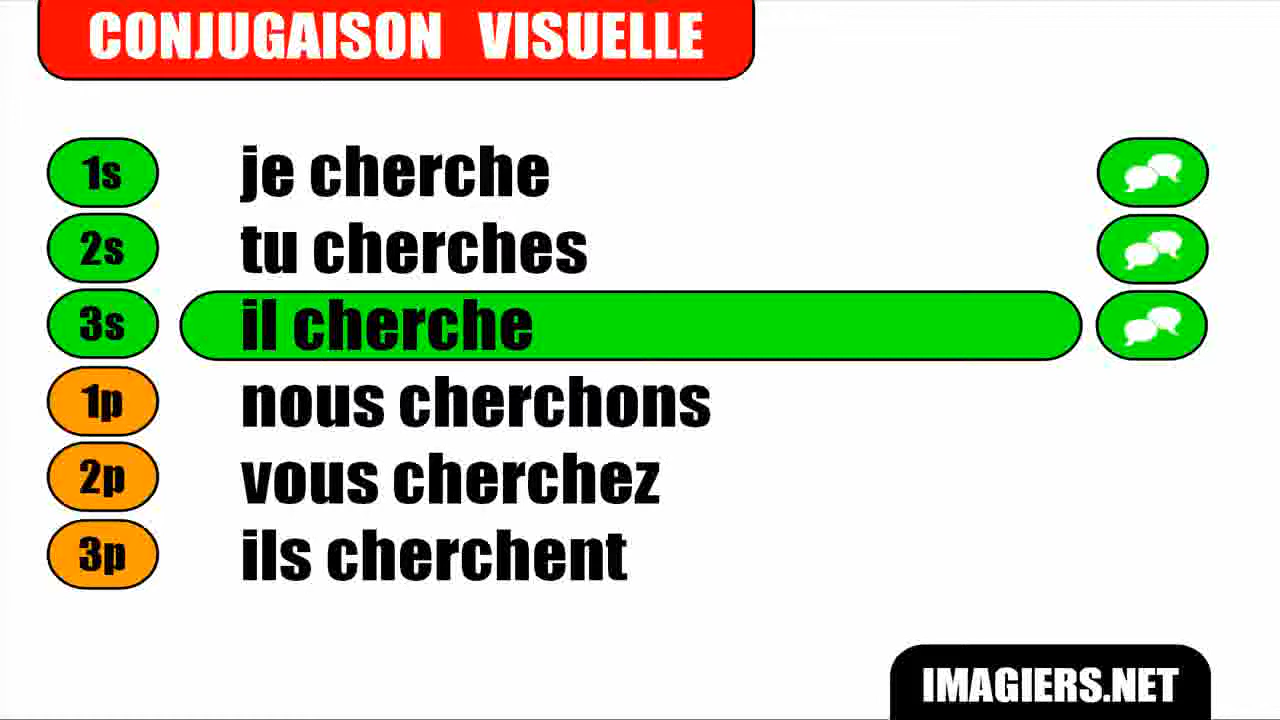 CONJUGAISON VISUELLE
1s je cherche
2s tu cherches
3s il cherche
1p nous cherchons
2p vous cherchez
3p ils cherchent
IMAGIERS.NET